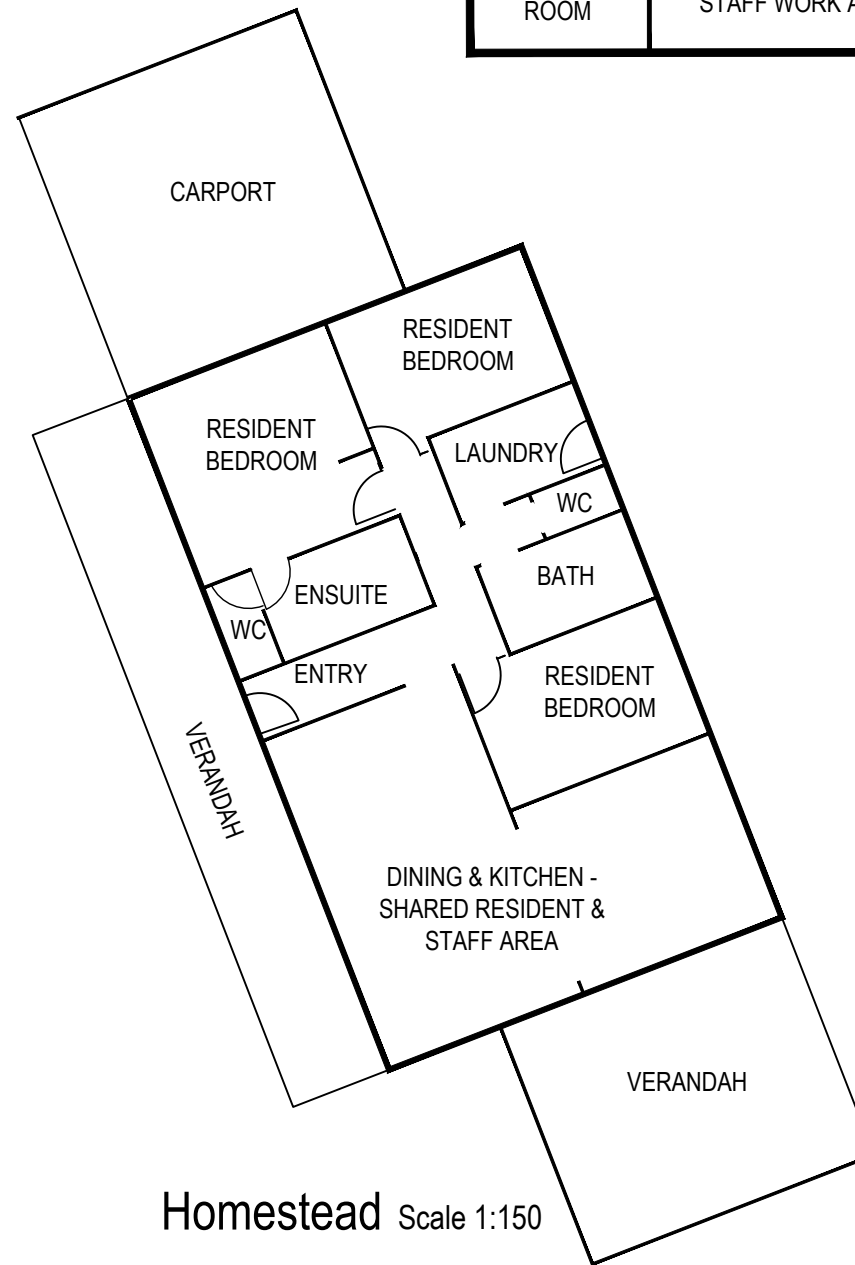 ROOM
STAFF WORK A
CARPORT
RESIDENT
BEDROOM
RESIDENT
BEDROOM
LAUNDRY
WC
BATH
ENSUITE
WC
ENTRY
RESIDENT
BEDROOM
VERANDAH
DINING & KITCHEN -
SHARED RESIDENT &
STAFF AREA
VERANDAH
Homestead Scale 1:150